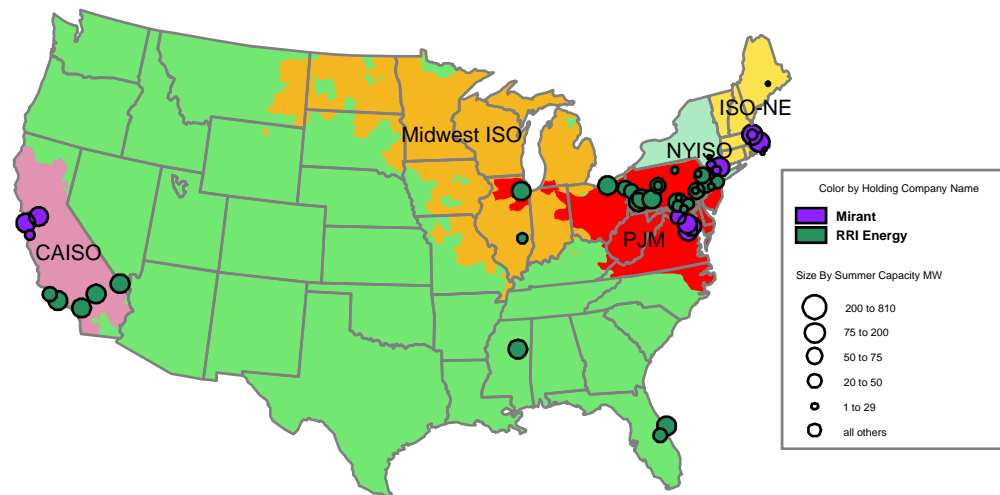 ISO-NE
Midwest ISO
NYISO
PJM
CAISO
Color by Holding Company Name
Mirant
RRI Energy
Size By Summer Capacity MW
200 to 810
75 to 200
50 to 75
20 to 50
1 to 29
all others